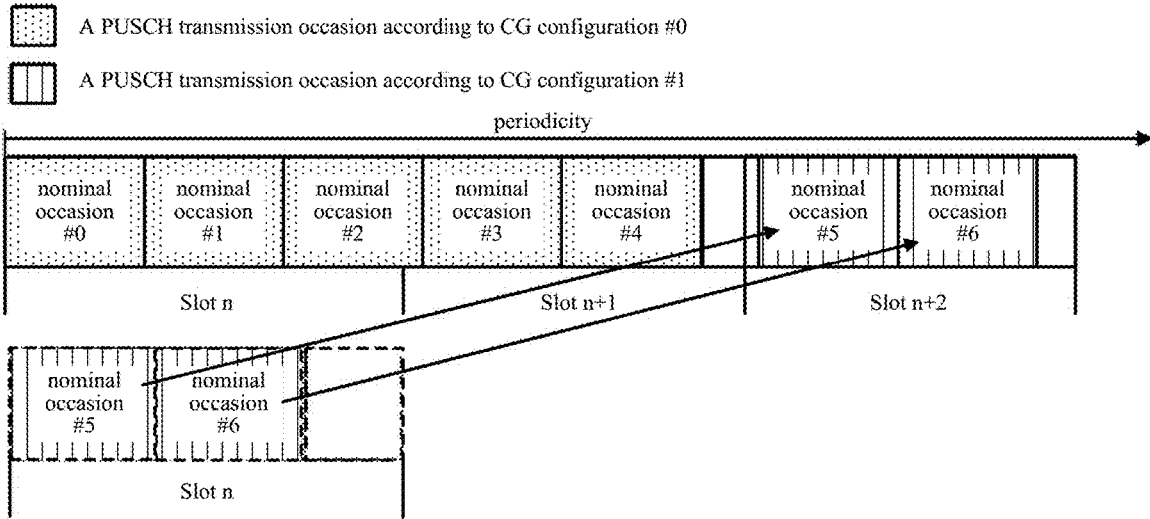 A PUSCH transmission occasion according to CG configuration #0
A PUSCH transmission occasion according to CG configuration #1
periodicity
nominal occasion #0
nominal occasion #1
nominal occasion #2
nominal occasion #3
nominal occasion #4
nominal occasion #5
nominal occasion #6
Slot n
Slot n+1
Slot n+2
nominal occasion #5
nominal occasion #6
Slot n